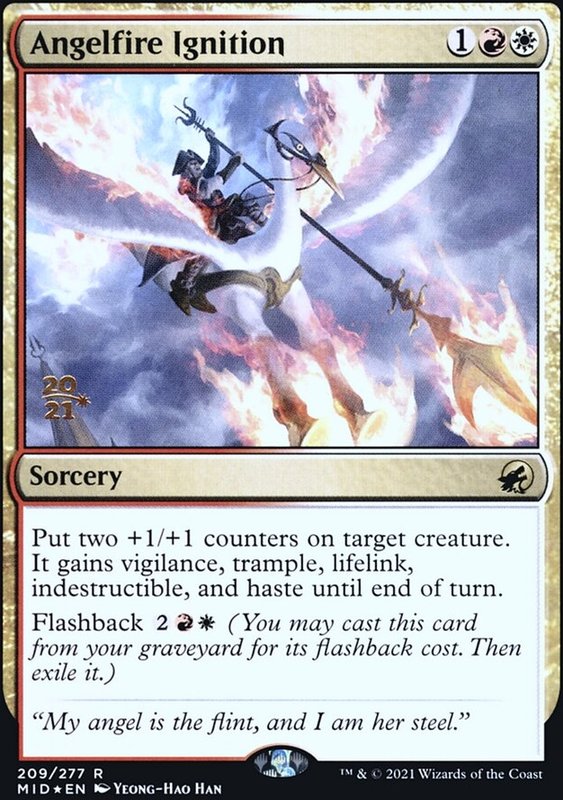 Angelfire Ignition 1
20
21
Sorcery
Put two +1/+1 counters on target creature.
It gains vigilance, trample, lifelink,
indestructible, and haste until end of turn.
Flashback 2 (You may cast this card
from your graveyard for its flashback cost. Then
exile it.)
“My angel is the flint, and I am her steel.”
209/277 R
MID★EN Yeong-Hao Han
™ & © 2021 Wizards of the Coast